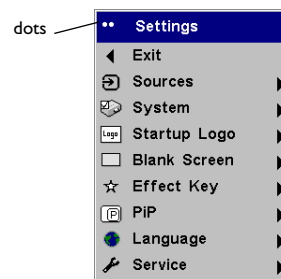 dots
•• Settings
Exit
Sources
System
Logo Startup Logo
Blank Screen
Effect Key
P PiP
Language
Service